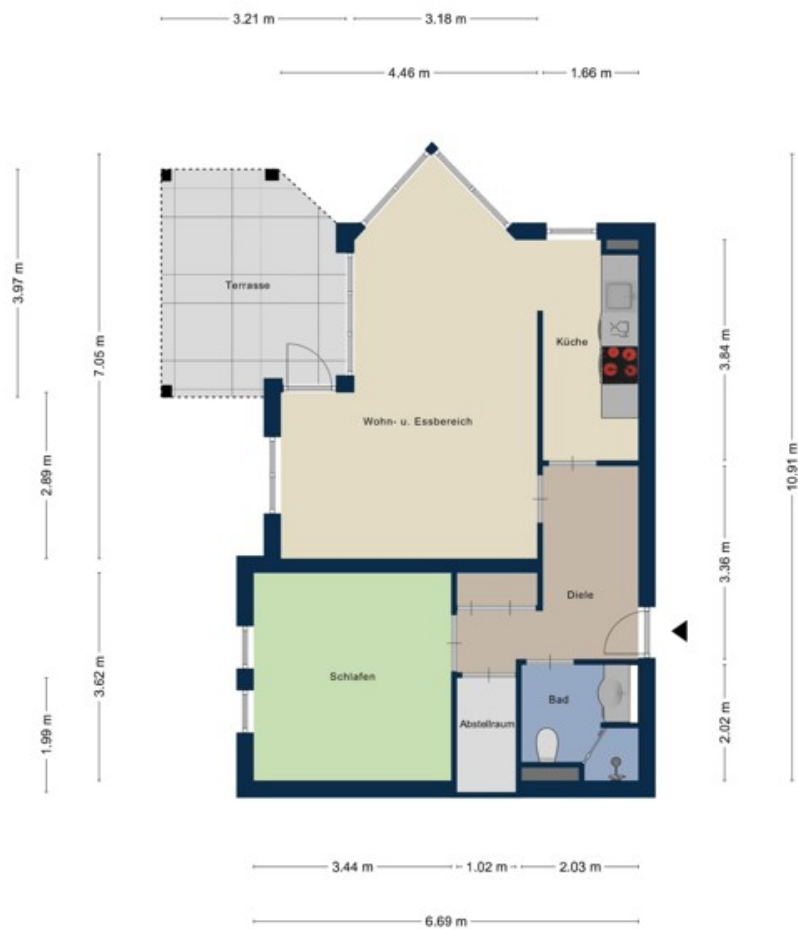 3.21 m
3.18 m
4.46 m
1.66 m
3.97 m
7.05 m
2.89 m
3.62 m
1.99 m
10.91 m
3.84 m
3.36 m
2.02 m
Terrasse
Küche
Wohn- u. Essbereich
Diele
Schlafen
Bad
Abstellraum
3.44 m
1.02 m
2.03 m
6.69 m